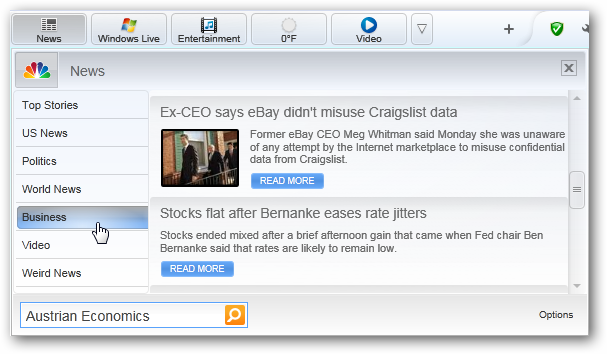 News
Windows Live
Entertainment
0°F
Video
News
Top Stories
US News
Politics
World News
Business
Video
Weird News
Ex-CEO says eBay didn't misuse Craigslist data
Former eBay CEO Meg Whitman said Monday she was unaware
of any attempt by the Internet marketplace to misuse confidential
data from Craigslist.
READ MORE
Stocks flat after Bernanke eases rate jitters
Stocks ended mixed after a brief afternoon gain that came when Fed chair Ben
Bernanke said that rates are likely to remain low.
READ MORE
Austrian Economics
Options